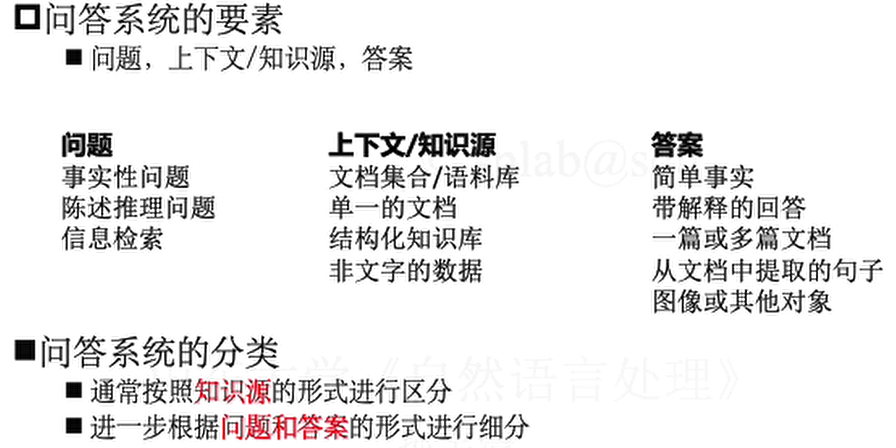 问答系统的要素
问题，上下文/知识源，答案
问题 上下文/知识源 答案
事实性问题 文档集合/语料库 简单事实
陈述推理问题 单一的文档 带解释的回答
信息检索 结构化知识库 一篇或多篇文档
非文字的数据 从文档中提取的句子
图像或其他对象
问答系统的分类
通常按照知识源的形式进行区分
进一步根据问题和答案的形式进行细分
《自然语言处理》